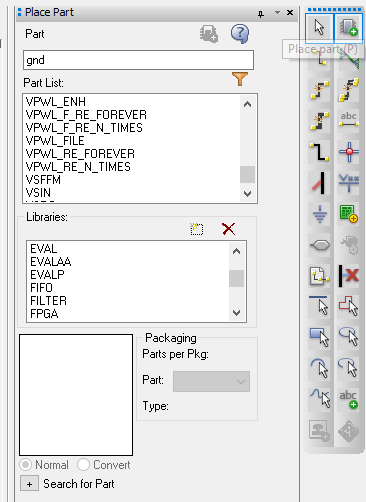 Place Part
Part
gnd
Part List:
VPWL_ENH
VPWL_F_RE_FOREVER
VPWL_F_RE_N_TIMES
VPWL_FILE
VPWL_RE_FOREVER
VPWL_RE_N_TIMES
VSFFM
VSIN
Libraries:
EVAL
EVALAA
EVALP
FIFO
FILTER
FPGA
Packaging
Parts per Pkg:
Part:
Type:
Normal
Convert
+ Search for Part
Place part (P)
abc
abc